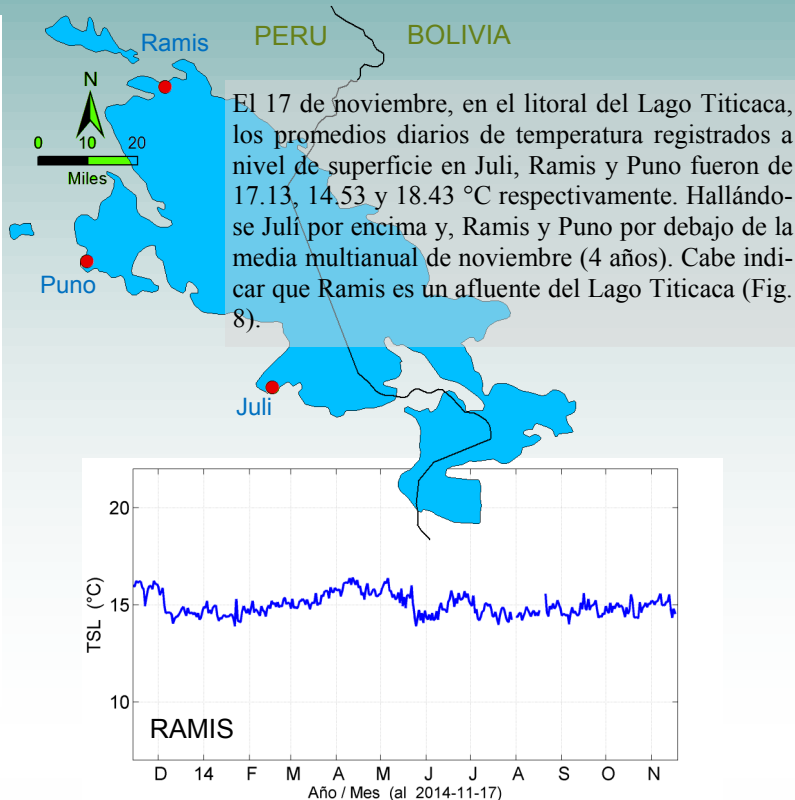 Ramis
PERU
BOLIVIA
N
0 10 20
Miles
El 17 de noviembre, en el litoral del Lago Titicaca,
los promedios diarios de temperatura registrados a
nivel de superficie en Juli, Ramis y Puno fueron de
17.13, 14.53 y 18.43 °C respectivamente. Hallándo-
se Julí por encima y, Ramis y Puno por debajo de la
media multianual de noviembre (4 años). Cabe indi-
car que Ramis es un afluente del Lago Titicaca (Fig.
8).
Puno
Juli
20
15
10
TSL (°C)
RAMIS
D 14 F M A M J J A S O N
Año / Mes (al 2014-11-17)